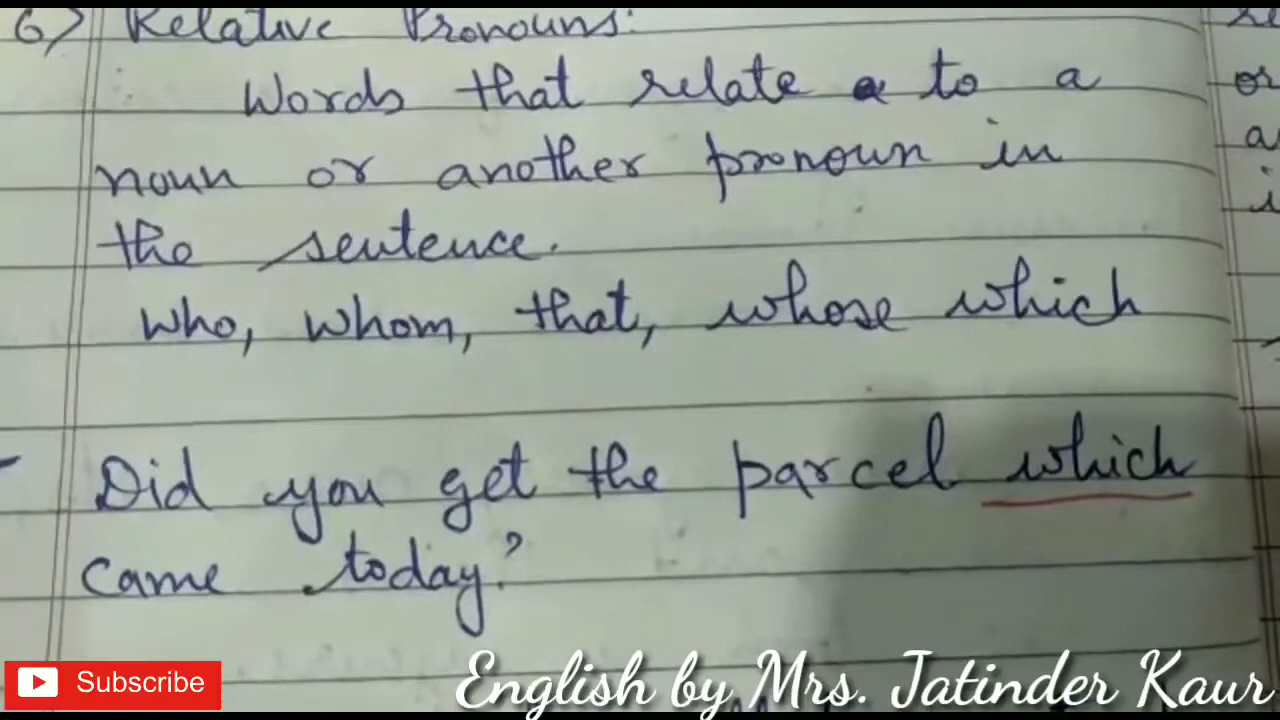 6) Relative Pronouns:
Words that relate to a
noun or another pronoun in
the sentence.
who, whom, that, whose which
Did you get the parcel which
came today?
Subscribe
English by Mrs. Jatinder Kaur
or